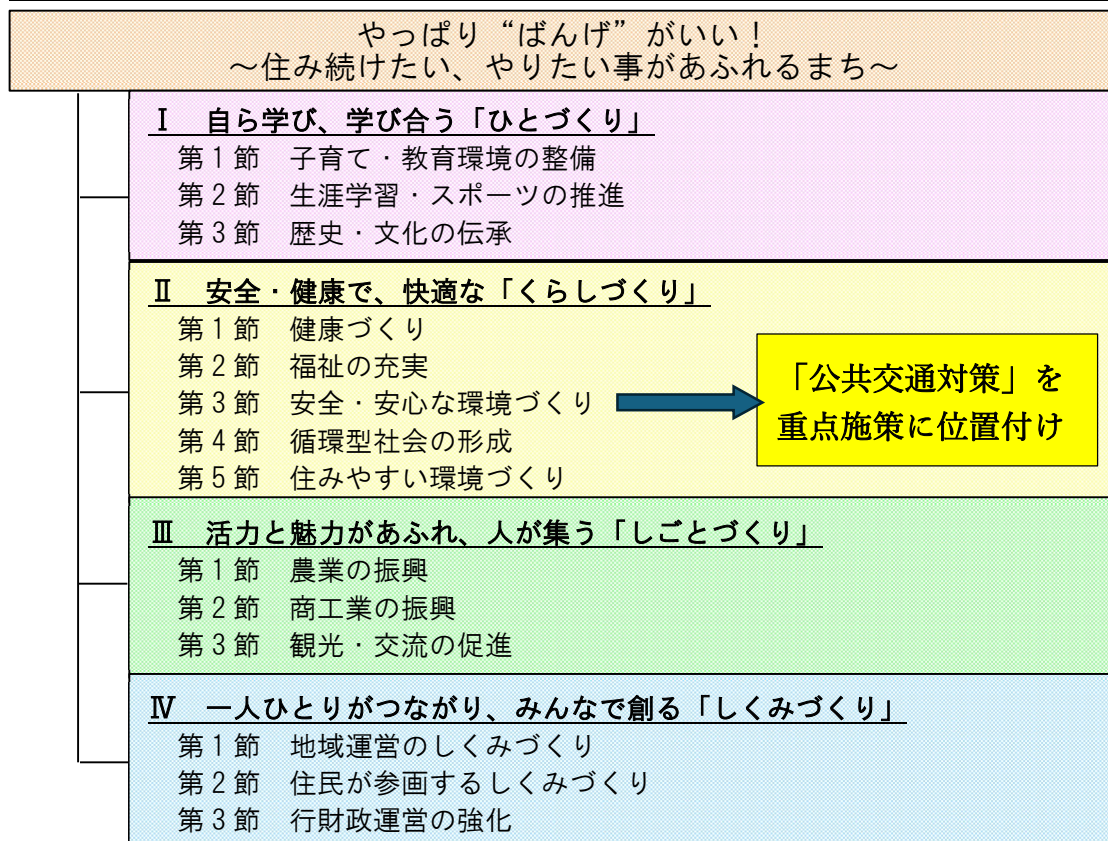 やっぱり“ばんげ”がいい！
～住み続けたい、やりたい事があふれるまち～
Ⅰ　自ら学び、学び合う「ひとづくり」
第１節　子育て・教育環境の整備
第２節　生涯学習・スポーツの推進
第３節　歴史・文化の伝承
Ⅱ　安全・健康で、快適な「くらしづくり」
第１節　健康づくり
第２節　福祉の充実
第３節　安全・安心な環境づくり
第４節　循環型社会の形成
第５節　住みやすい環境づくり
「公共交通対策」を
重点施策に位置付け
Ⅲ　活力と魅力があふれ、人が集う「しごとづくり」
第１節　農業の振興
第２節　商工業の振興
第３節　観光・交流の促進
Ⅳ　一人ひとりがつながり、みんなで創る「しくみづくり」
第１節　地域運営のしくみづくり
第２節　住民が参画するしくみづくり
第３節　行財政運営の強化